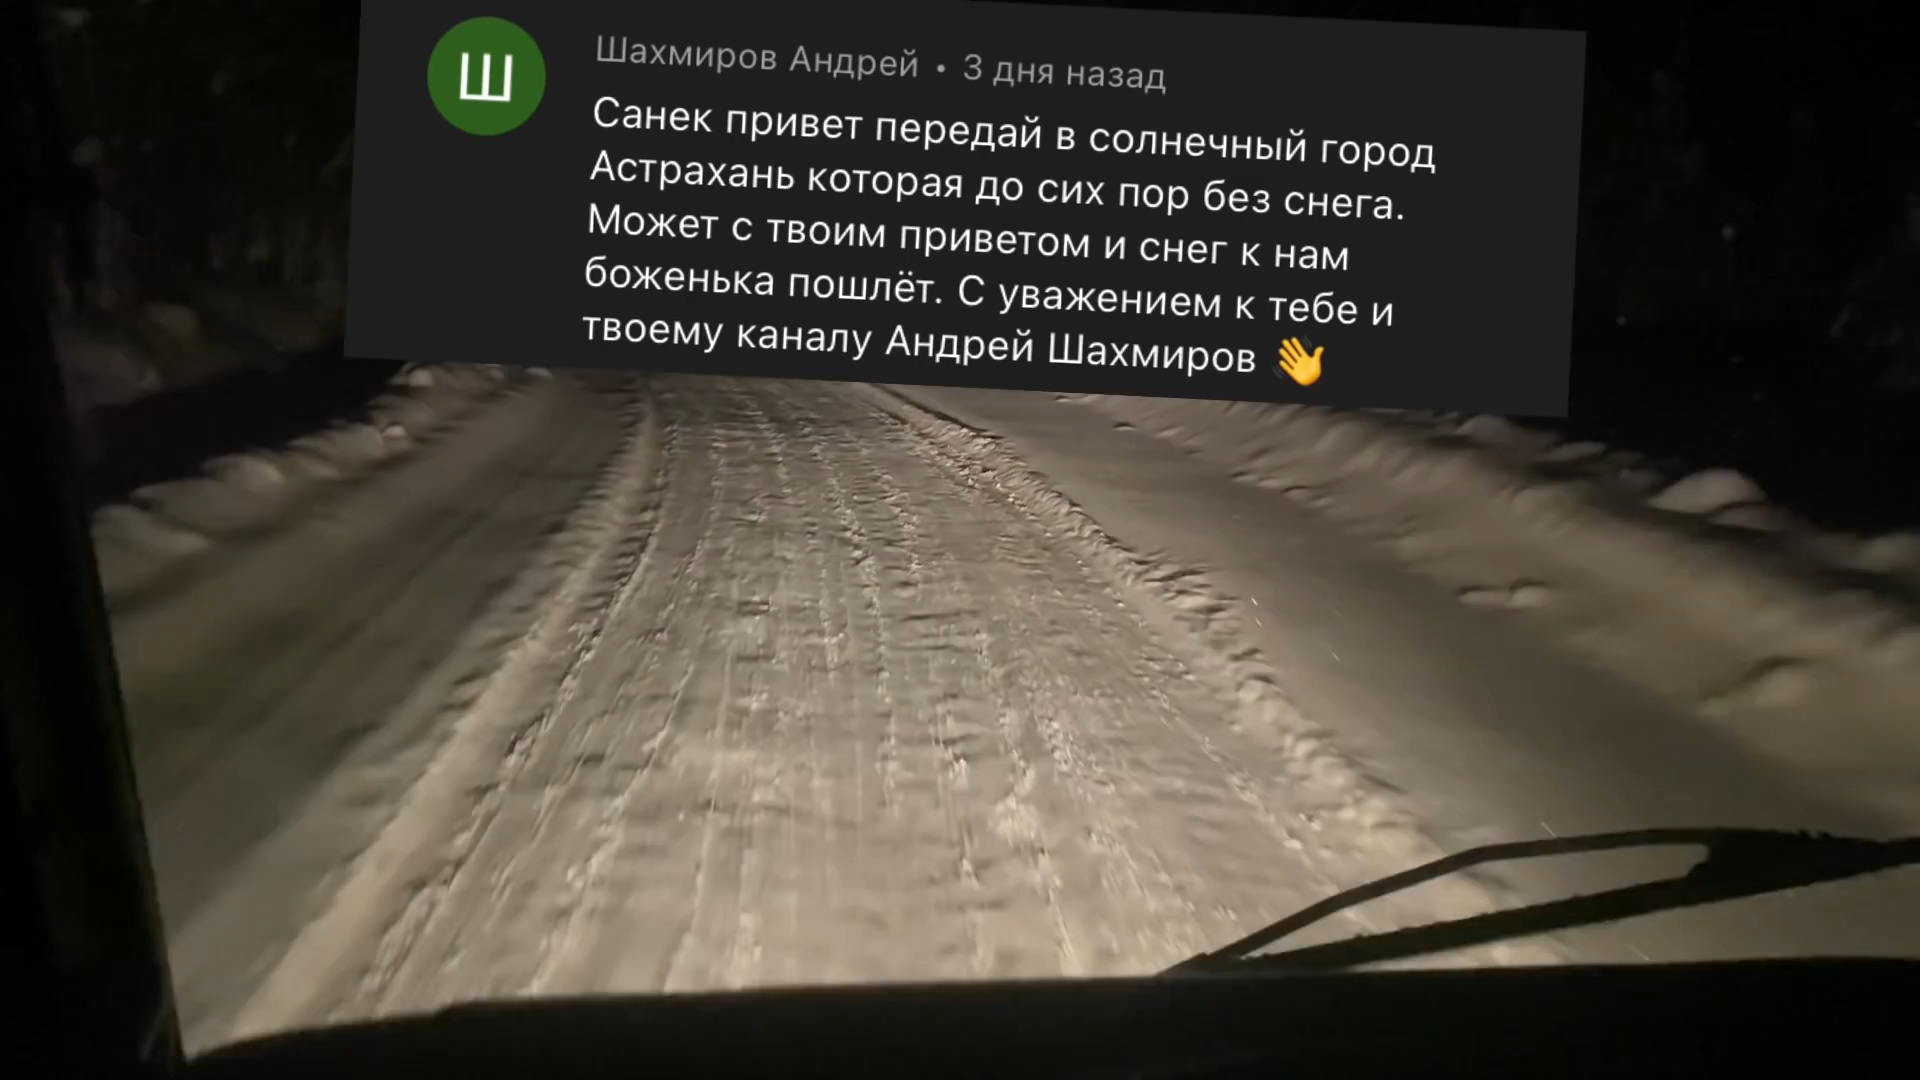 Ш
Шахмиров Андрей • 3 дня назад
Санек привет передай в солнечный город
Астрахань которая до сих пор без снега.
Может с твоим приветом и снег к нам
боженька пошлёт. С уважением к тебе и
твоему каналу Андрей Шахмиров 👋